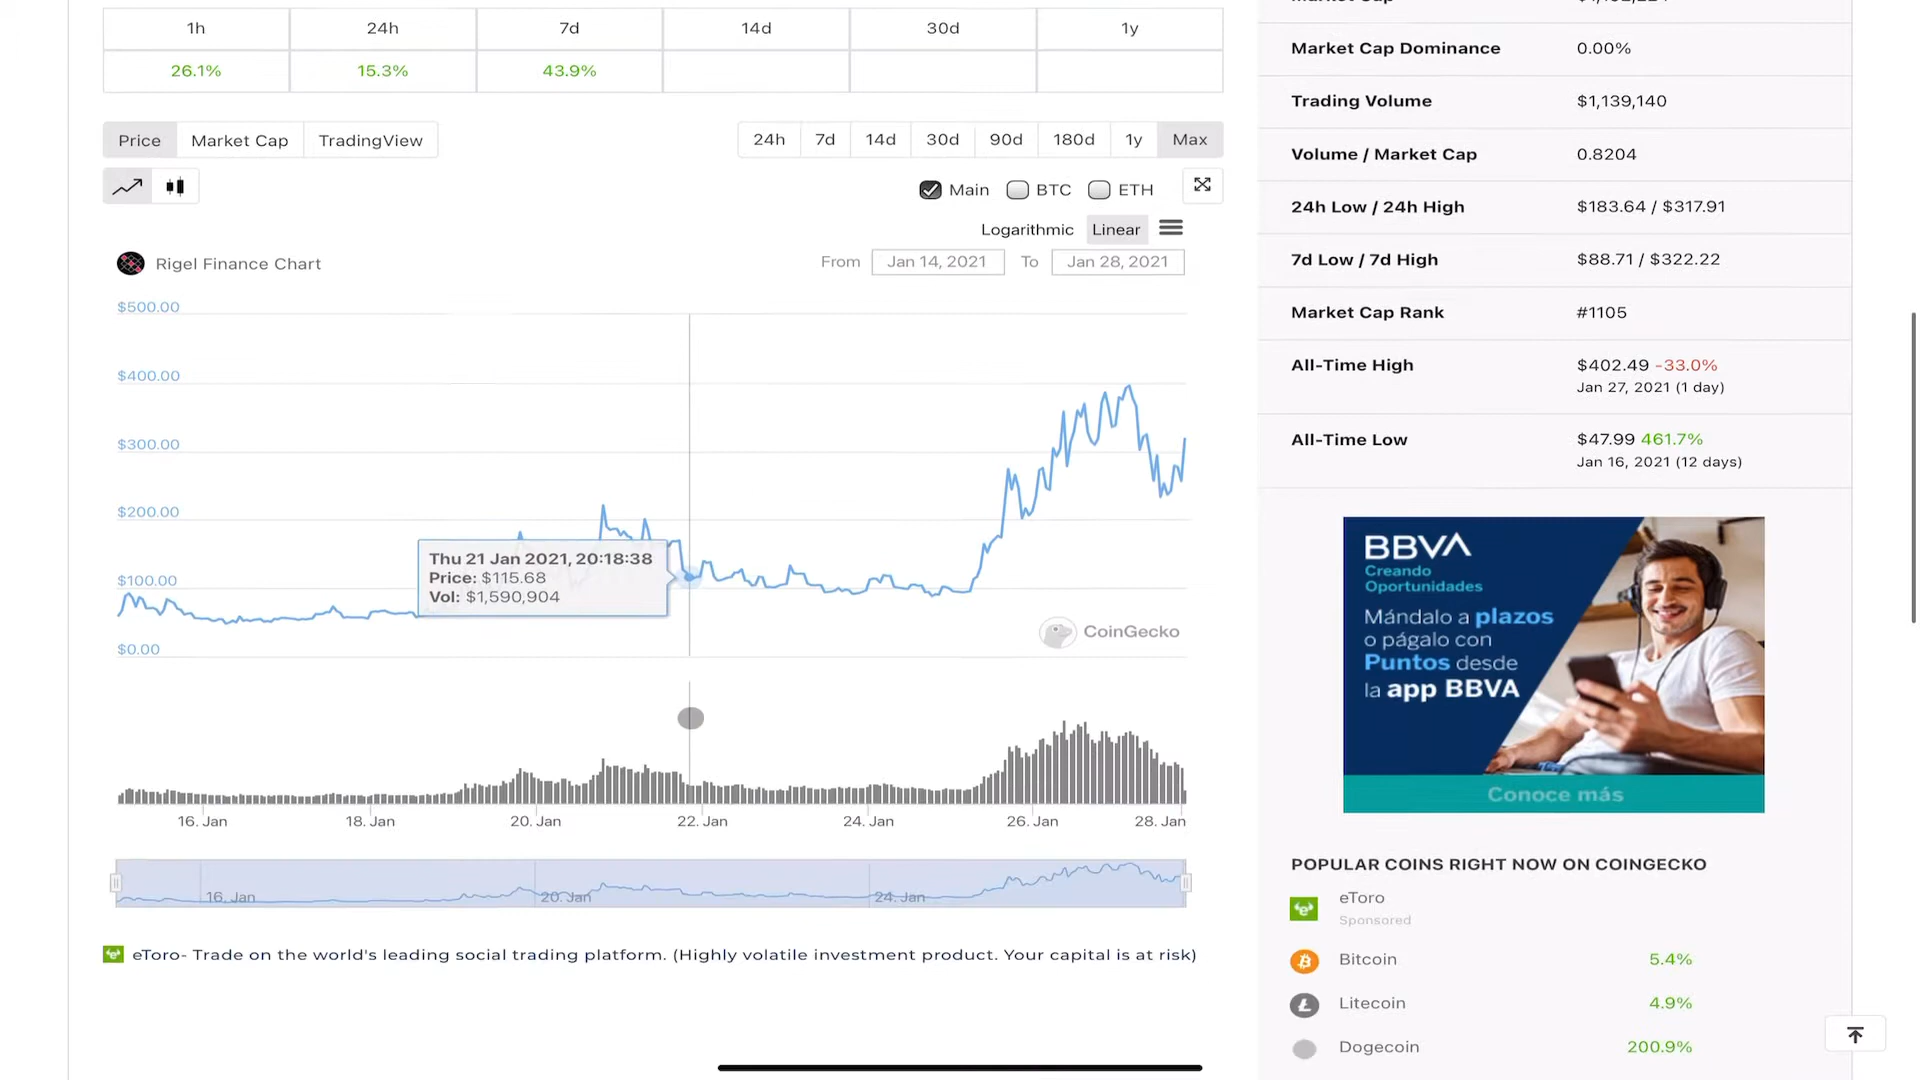 1h 24h 7d 14d 30d 1y
26.1% 15.3% 43.9%
Price Market Cap TradingView
24h 7d 14d 30d 90d 180d 1y Max
Main BTC ETH
Logarithmic Linear
Rigel Finance Chart
From Jan 14, 2021 To Jan 28, 2021
$500.00
$400.00
$300.00
$200.00
$100.00
$0.00
Thu 21 Jan 2021, 20:18:38
Price: $115.68
Vol: $1,590,904
CoinGecko
16. Jan 18. Jan 20. Jan 22. Jan 24. Jan 26. Jan 28. Jan
16. Jan 20. Jan 24. Jan
eToro- Trade on the world's leading social trading platform. (Highly volatile investment product. Your capital is at risk)
Market Cap Dominance 0.00%
Trading Volume $1,139,140
Volume / Market Cap 0.8204
24h Low / 24h High $183.64 / $317.91
7d Low / 7d High $88.71 / $322.22
Market Cap Rank #1105
All-Time High $402.49 -33.0%
Jan 27, 2021 (1 day)
All-Time Low $47.99 461.7%
Jan 16, 2021 (12 days)
BBVA
Creando
Oportunidades
Mándalo a plazos
o págalo con
Puntos desde
la app BBVA
Conoce más
POPULAR COINS RIGHT NOW ON COINGECKO
eToro
Sponsored
Bitcoin 5.4%
Litecoin 4.9%
Dogecoin 200.9%